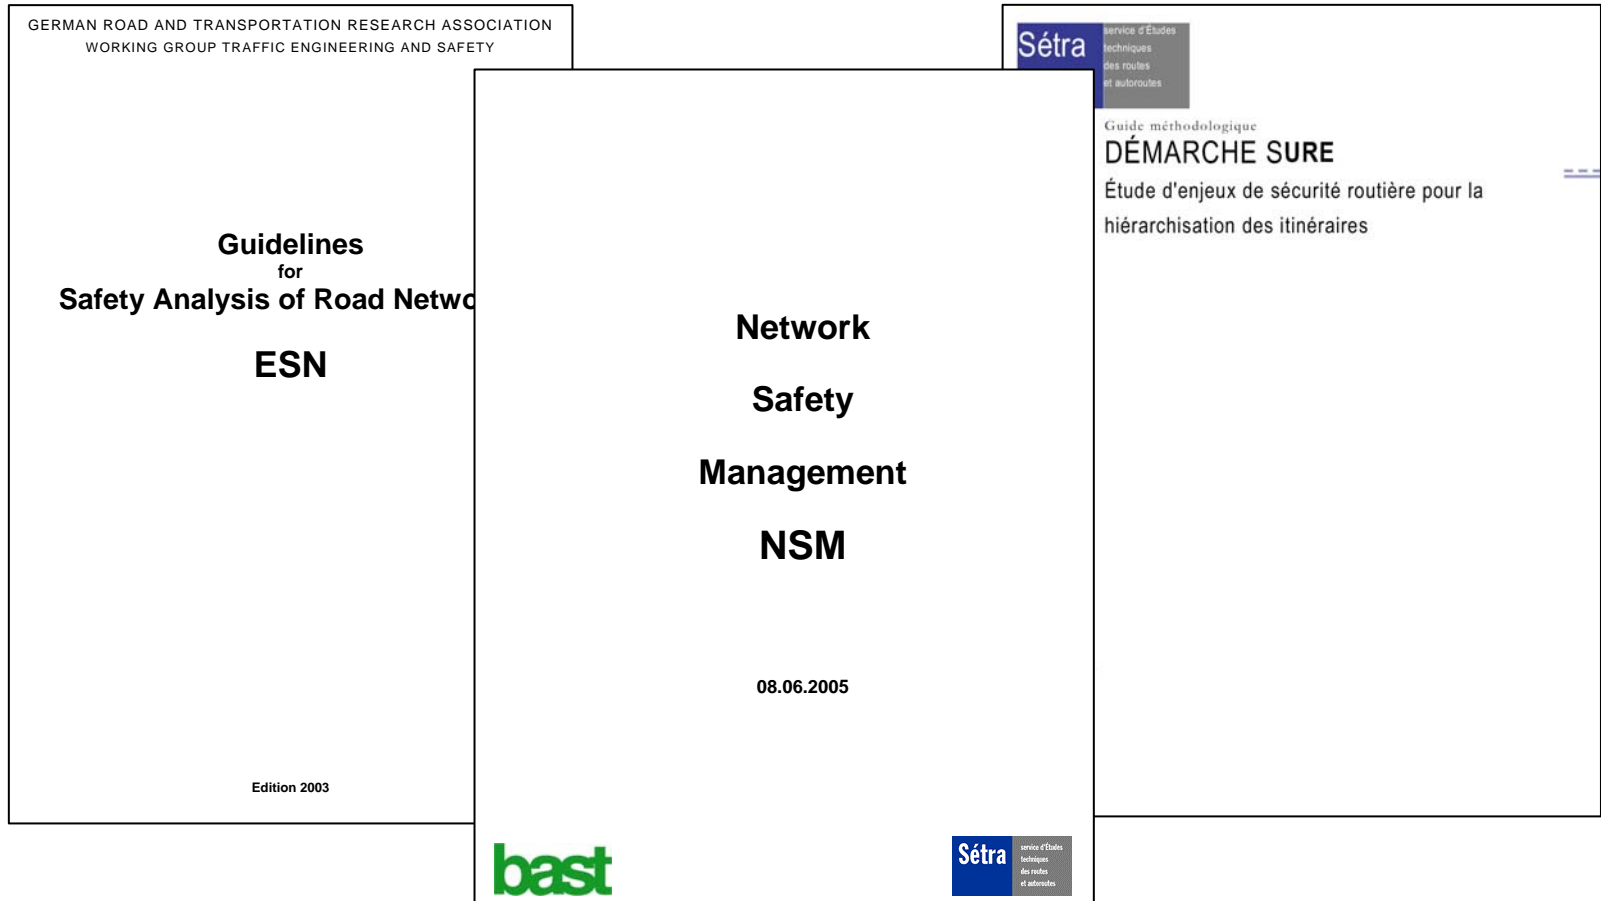 GERMAN ROAD AND TRANSPORTATION RESEARCH ASSOCIATION
WORKING GROUP TRAFFIC ENGINEERING AND SAFETY
Guidelines
for
Safety Analysis of Road Netwo
ESN
Edition 2003
Network
Safety
Management
NSM
08.06.2005
bast
Sétra
service d'Études
techniques
des routes
et autoroutes
Sétra
service d'Études
techniques
des routes
et autoroutes
Guide méthodologique
DÉMARCHE SURE
Étude d'enjeux de sécurité routière pour la
hiérarchisation des itinéraires